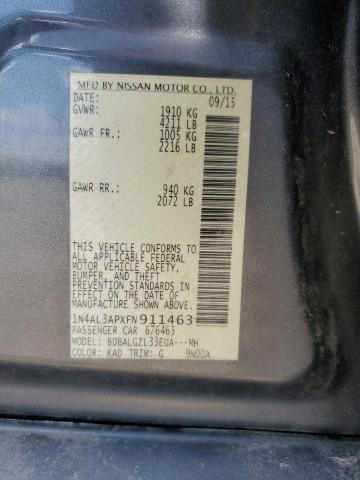 MFD BY NISSAN MOTOR CO., LTD.
DATE: 09/15
GVWR: 1910 KG
4211 LB
GAWR FR.: 1005 KG
2216 LB
GAWR RR.: 940 KG
2072 LB
THIS VEHICLE CONFORMS TO
ALL APPLICABLE FEDERAL
MOTOR VEHICLE SAFETY,
BUMPER, AND THEFT
PREVENTION STANDARDS IN
EFFECT ON THE DATE OF
MANUFACTURE SHOWN ABOVE.
1N4AL3APXFN911463
PASSENGER CAR 676463
MODEL: BDBALGZL33EUA---MH
COLOR: KAD TRIM: G 9N00A